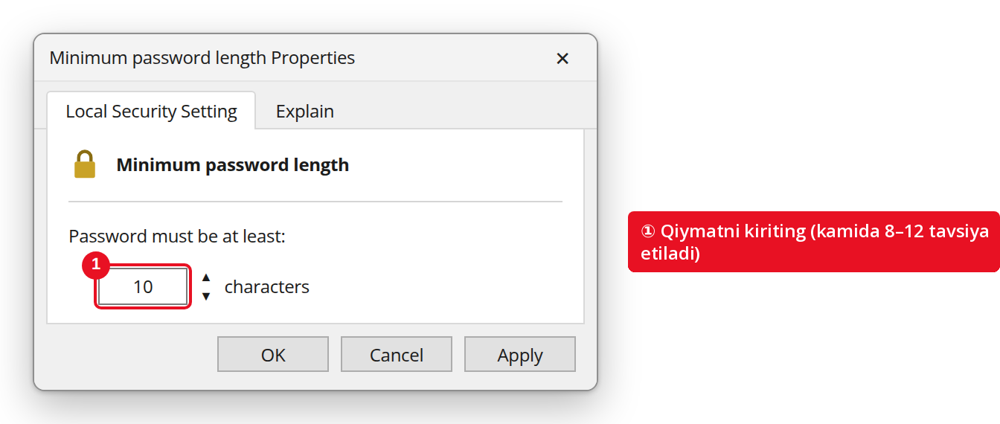 Minimum password length Properties ✕
Local Security Setting Explain
Minimum password length
Password must be at least:
1
10 ▲▼ characters
OK Cancel Apply
① Qiymatni kiriting (kamida 8–12 tavsiya
etiladi)